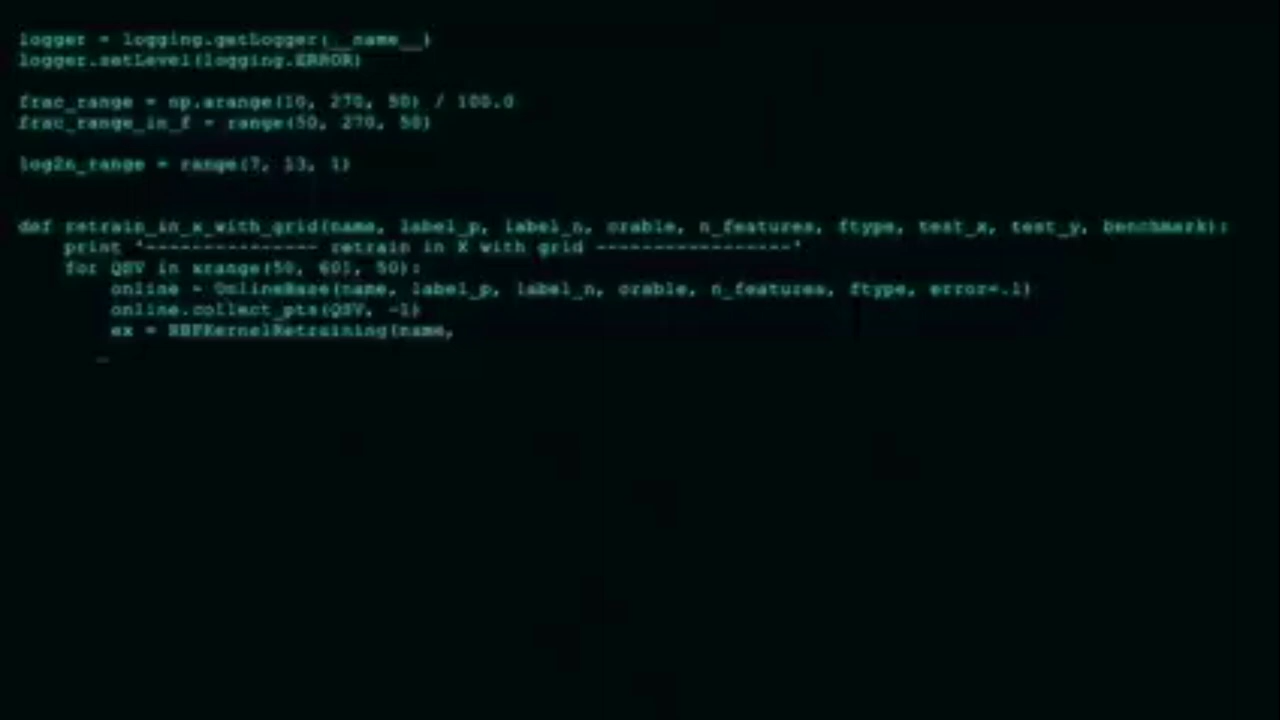 logger = logging.getLogger(__name__)
logger.setLevel(logging.ERROR)
frac_range = np.arange(10, 270, 50) / 100.0
frac_range_in_f = range(50, 270, 50)
log2n_range = range(7, 13, 1)
def retrain_in_x_with_grid(name, label_p, label_n, orable, n_features, ftype, test_x, test_y, benchmark):
    print '--------------- retrain in X with grid -----------------'
    for QSV in xrange(50, 601, 50):
        online = OnlineBase(name, label_p, label_n, orable, n_features, ftype, error=.1)
        online.collect_pts(QSV, -1)
        ex = RBFKernelRetraining(name,